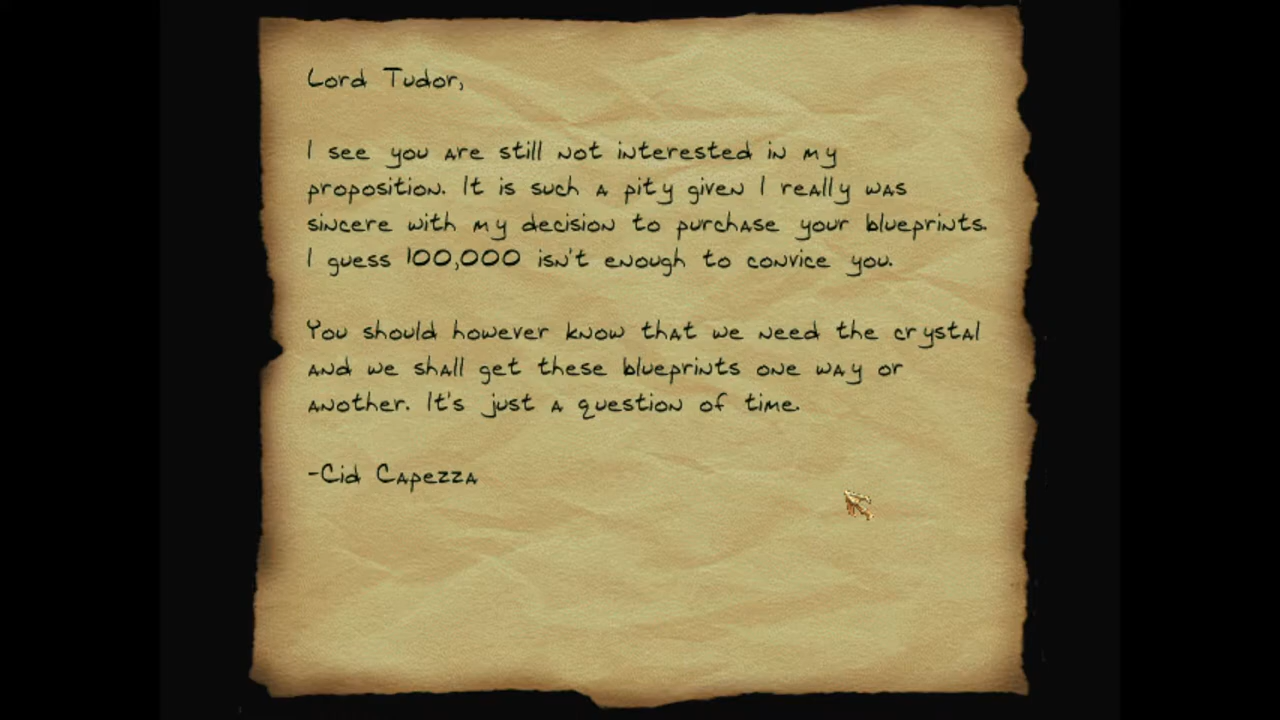 Lord Tudor,
I see you are still not interested in my
proposition. It is such a pity given I really was
sincere with my decision to purchase your blueprints.
I guess 100,000 isn't enough to convice you.
You should however know that we need the crystal
and we shall get these blueprints one way or
another. It's just a question of time.
-Cid Capezza